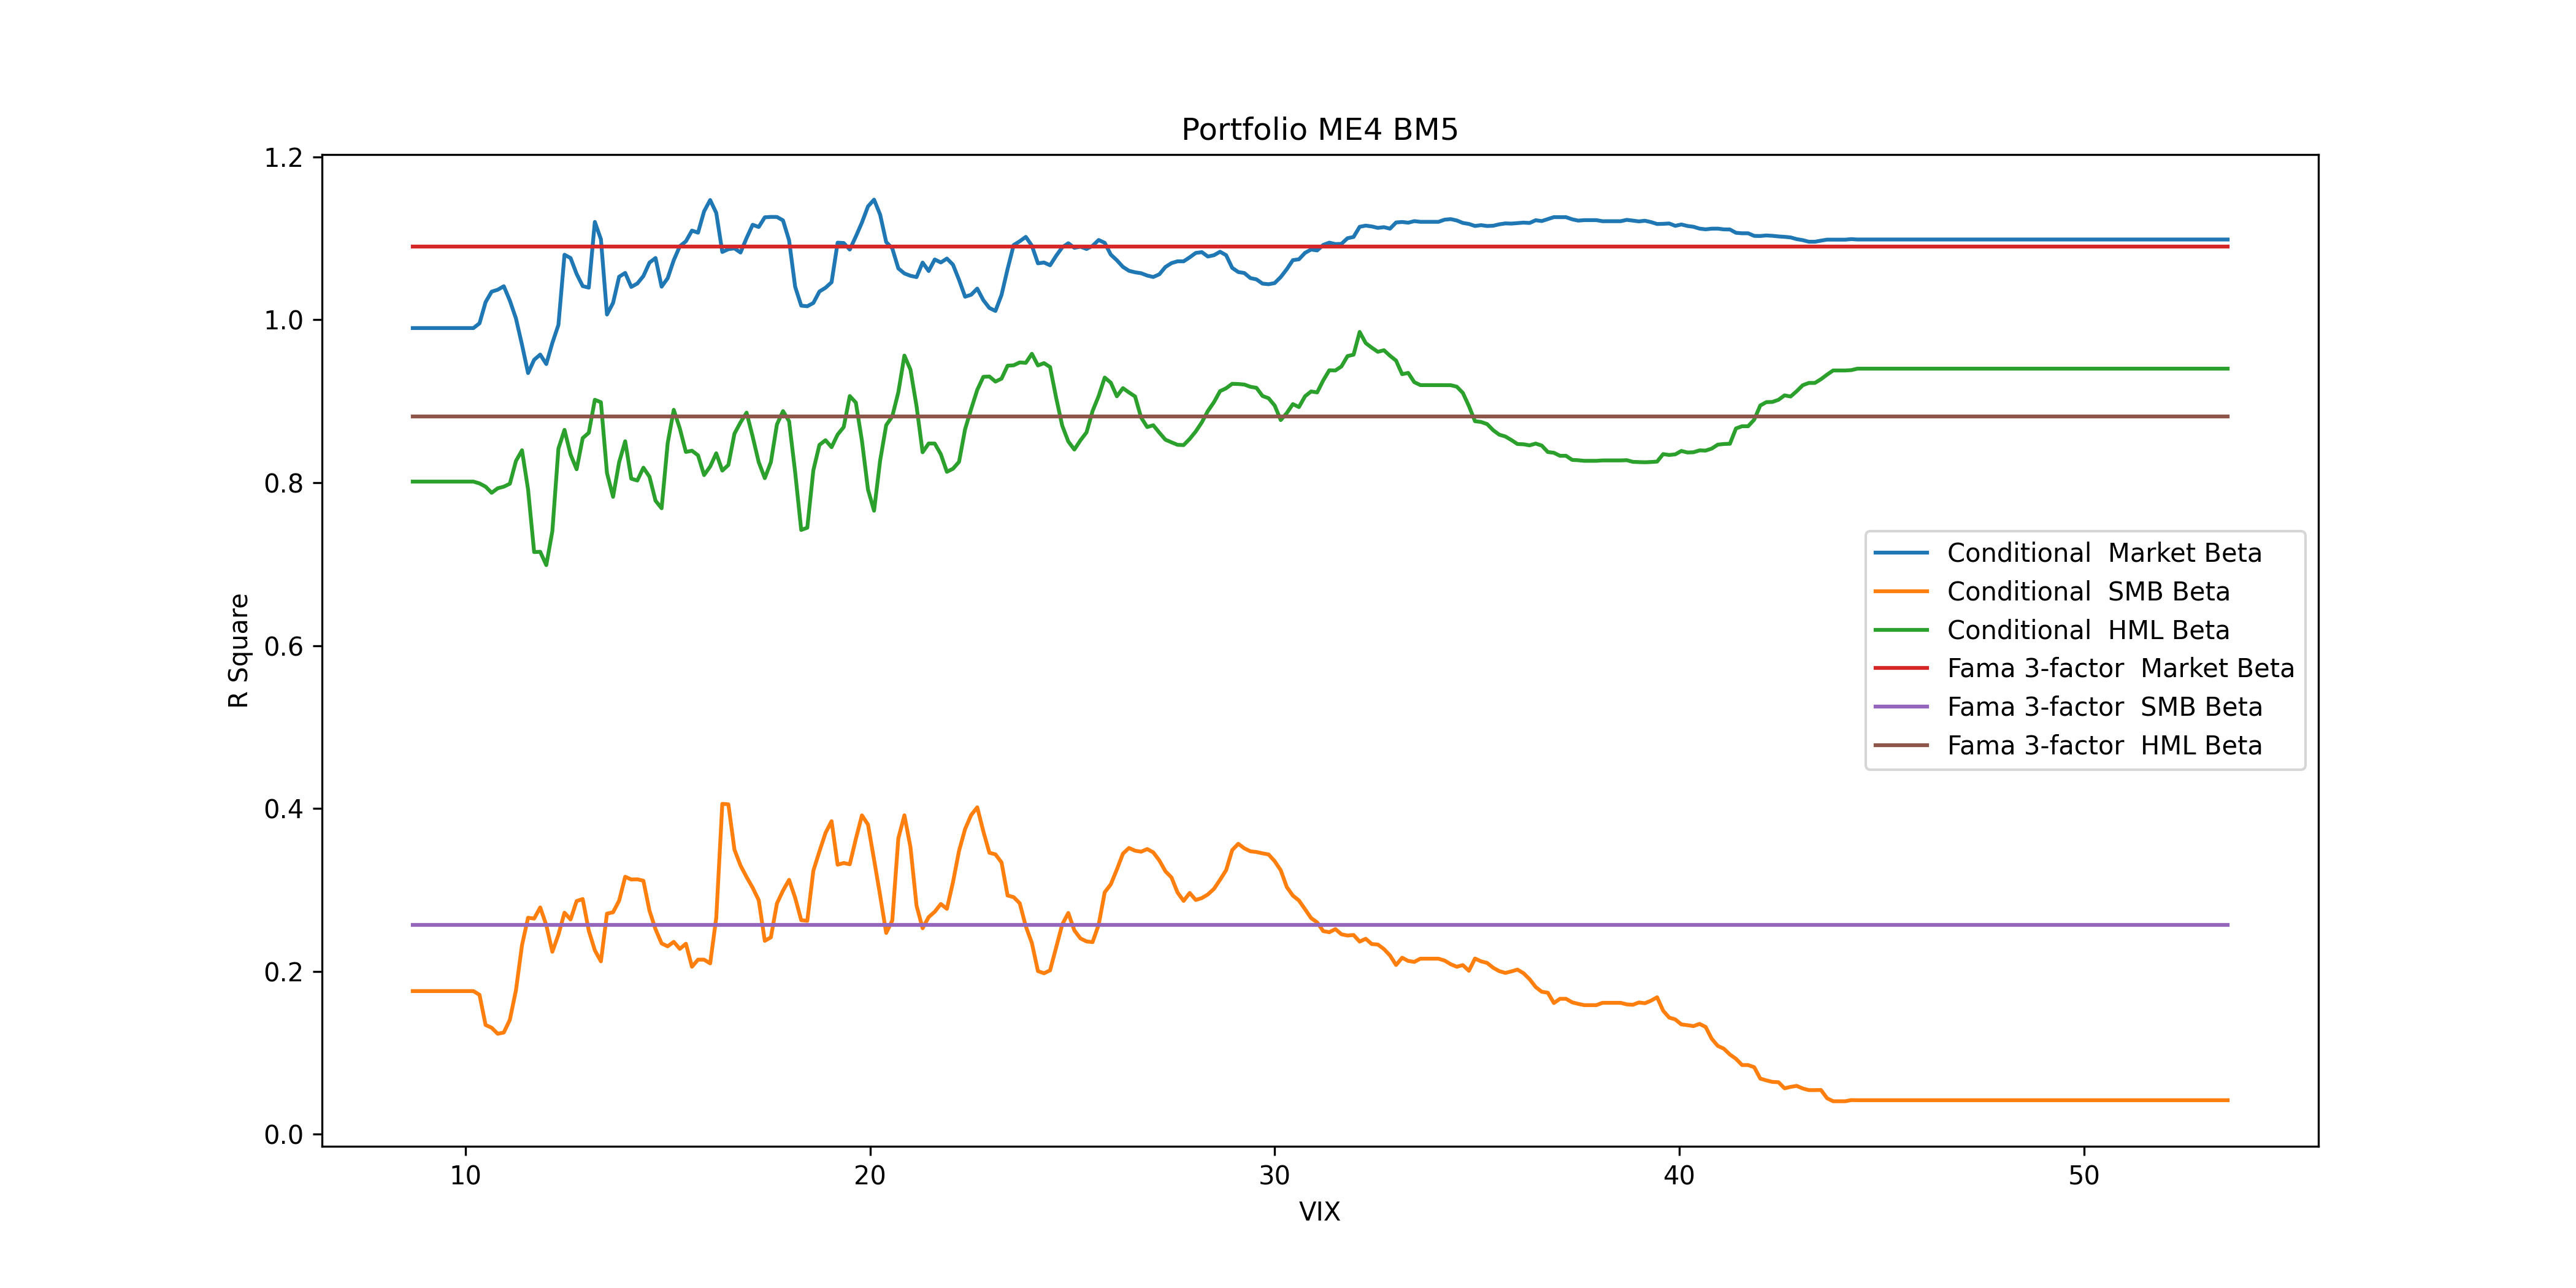 Portfolio ME4 BM5
1.2
1.0
0.8
0.6
0.4
0.2
0.0
R Square
Conditional  Market Beta
Conditional  SMB Beta
Conditional  HML Beta
Fama 3-factor  Market Beta
Fama 3-factor  SMB Beta
Fama 3-factor  HML Beta
10 20 30 40 50
VIX